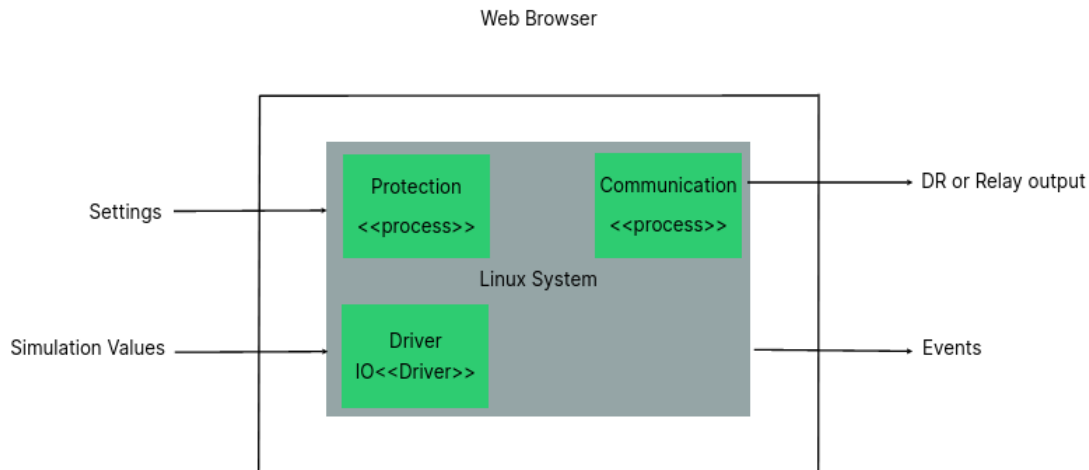 Web Browser
Protection
<<process>>
Communication
<<process>>
DR or Relay output
Settings
Linux System
Driver
IO<<Driver>>
Simulation Values
Events